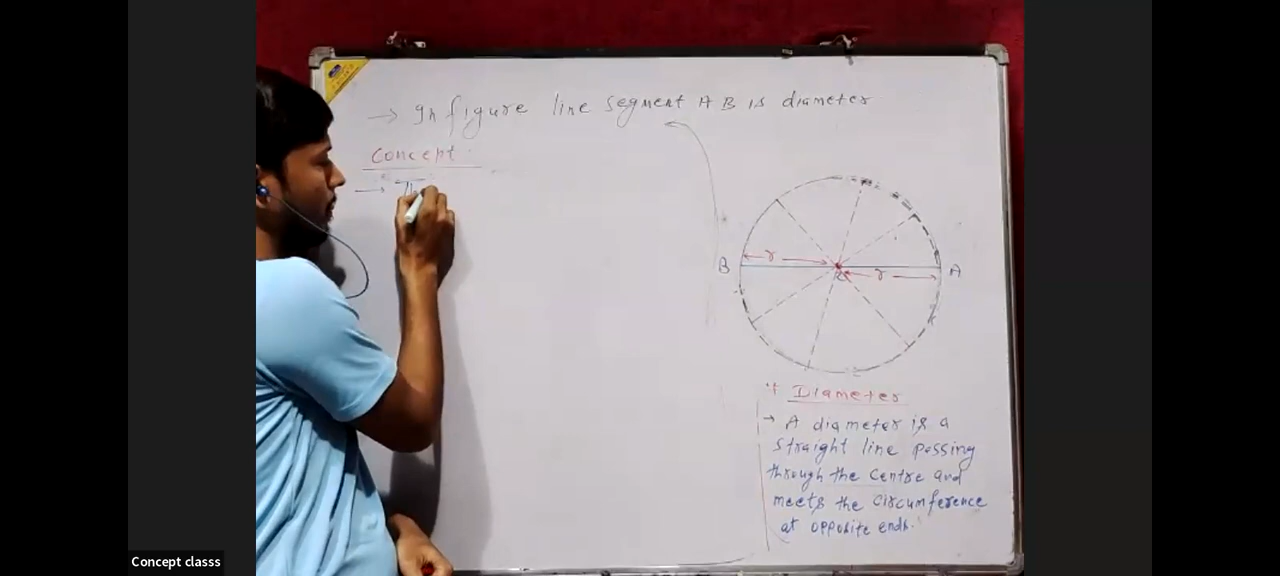 → In figure line segment AB is diameter
Concept
→ Th
B r r A
* Diameter
→ A diameter is a
straight line passing
through the centre and
meets the circumference
at opposite ends.
Concept classs